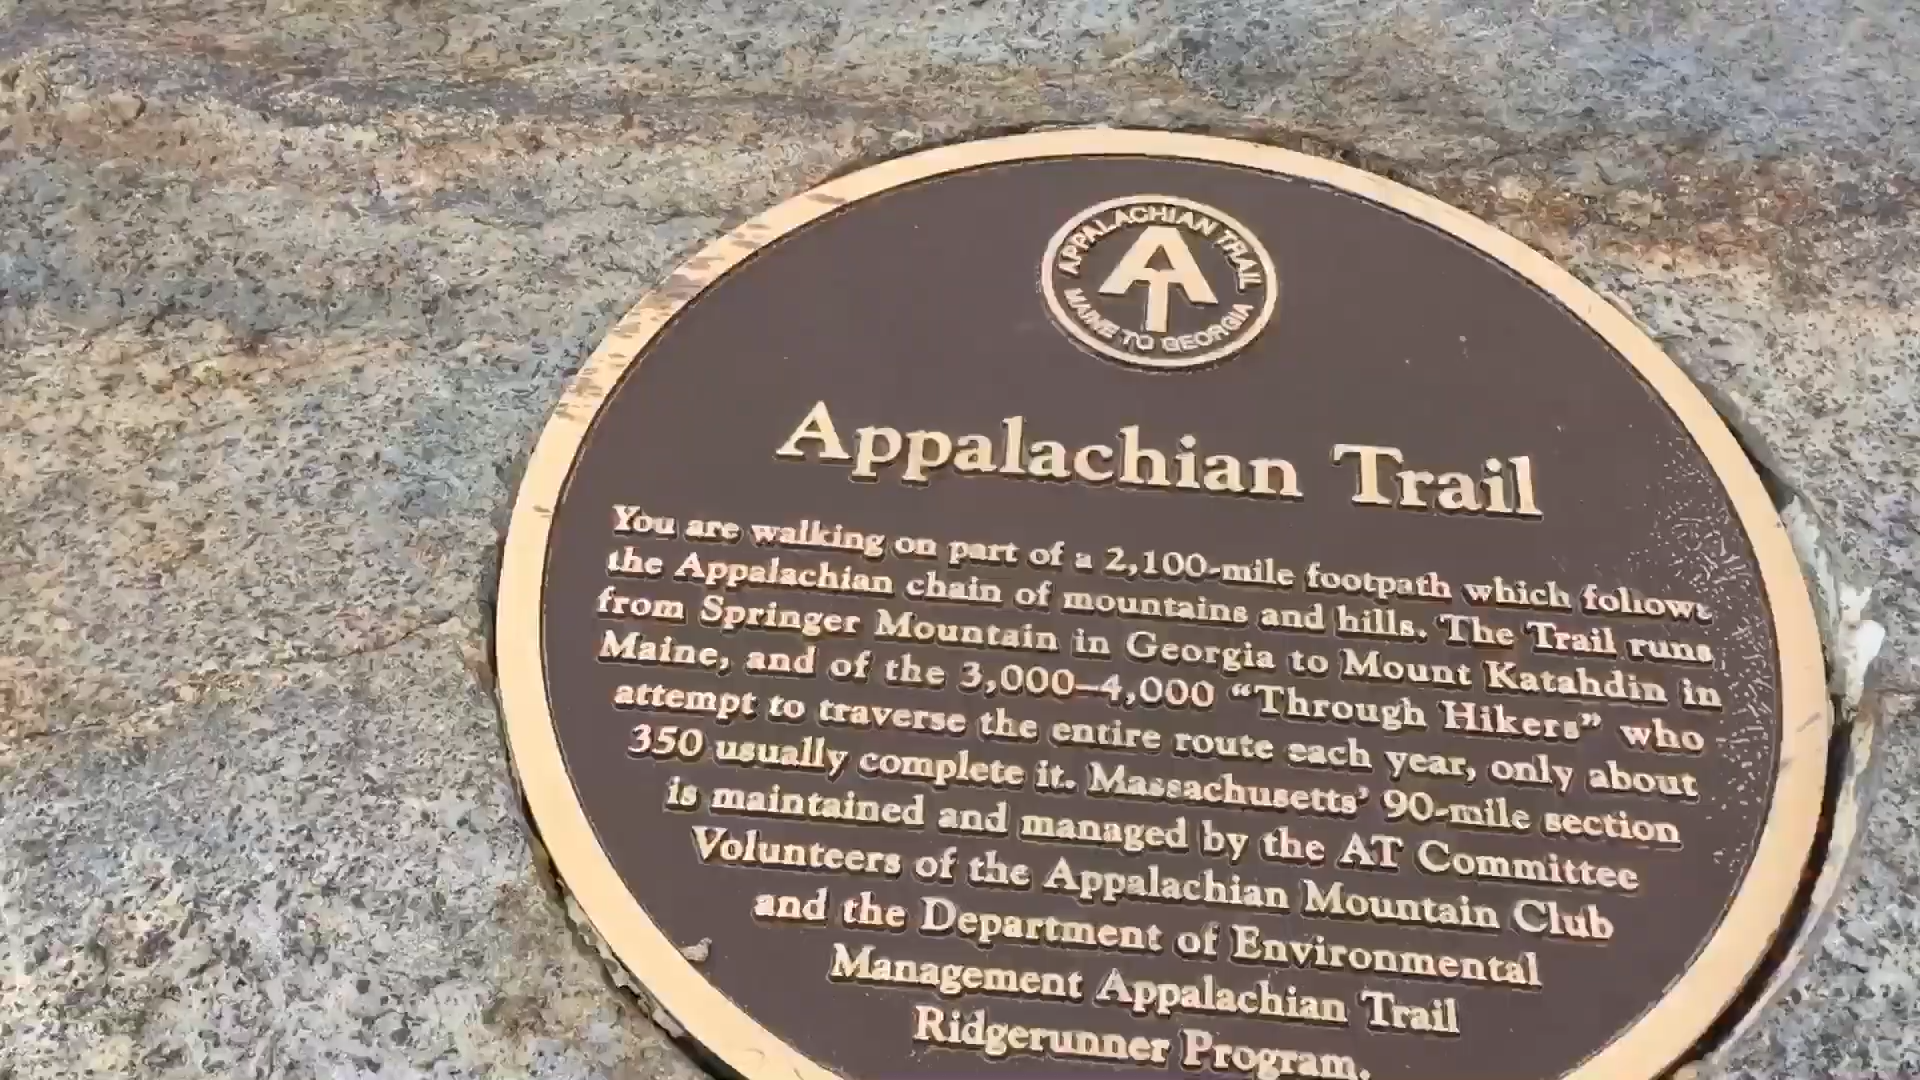 APPALACHIAN TRAIL
AT
MAINE TO GEORGIA
Appalachian Trail
You are walking on part of a 2,100-mile footpath which follows
the Appalachian chain of mountains and hills. The Trail runs
from Springer Mountain in Georgia to Mount Katahdin in
Maine, and of the 3,000–4,000 “Through Hikers” who
attempt to traverse the entire route each year, only about
350 usually complete it. Massachusetts’ 90-mile section
is maintained and managed by the AT Committee
Volunteers of the Appalachian Mountain Club
and the Department of Environmental
Management Appalachian Trail
Ridgerunner Program.